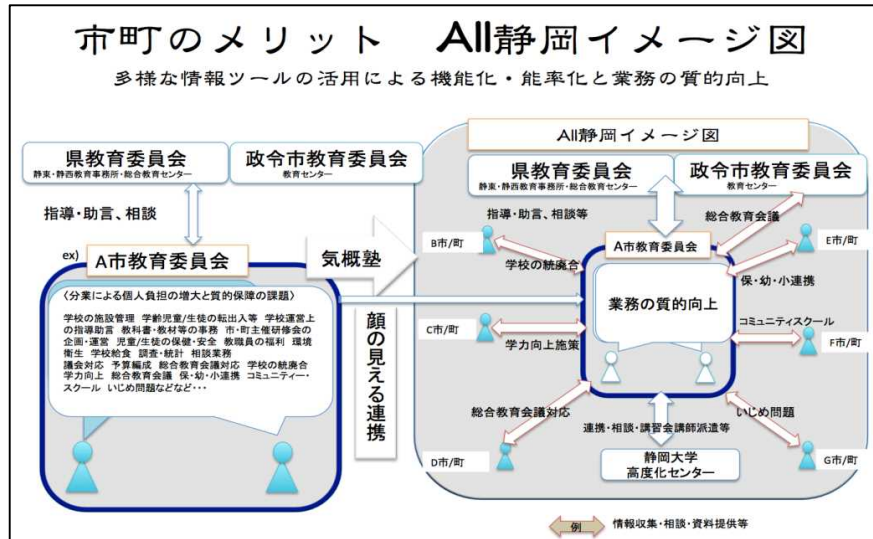 市町のメリット　All静岡イメージ図
多様な情報ツールの活用による機能化・能率化と業務の質的向上
県教育委員会
静東・静西教育事務所・総合教育センター
政令市教育委員会
教育センター
指導・助言、相談
ex)
A市教育委員会
〈分業による個人負担の増大と質的保障の課題〉
学校の施設管理　学齢児童/生徒の転出入等　学校運営上
の指導助言　教科書・教材等の事務　市・町主催研修会の
企画・運営　児童/生徒の保健・安全　教職員の福利　環境
衛生　学校給食　調査・統計　相談業務
議会対応　予算編成　総合教育会議対応　学校の統廃合
学力向上　総合教育会議　保・幼・小連携　コミュニティー・
スクール　いじめ問題などなど・・・
気概塾
顔の見える連携
All静岡イメージ図
県教育委員会
静東・静西教育事務所・総合教育センター
政令市教育委員会
教育センター
指導・助言、相談等
総合教育会議
B市/町
A市教育委員会
E市/町
学校の統廃合
保・幼・小連携
業務の質的向上
C市/町
学力向上施策
コミュニティスクール
F市/町
総合教育会議対応
いじめ問題
連携・相談・講習会講師派遣等
D市/町
静岡大学
高度化センター
G市/町
例
情報収集・相談・資料提供等